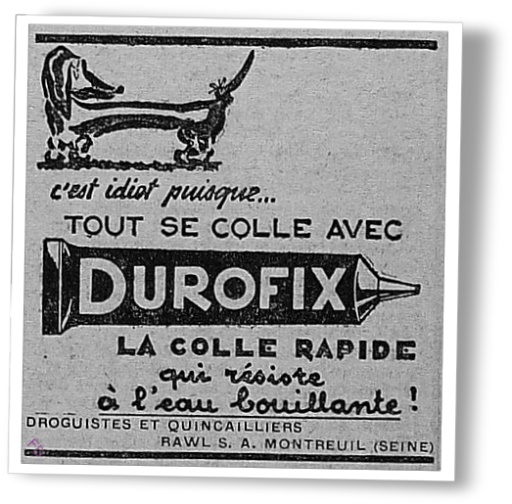 c'est idiot puisque...
TOUT SE COLLE AVEC
DUROFIX
LA COLLE RAPIDE
qui résiste
à l'eau bouillante !
DROGUISTES ET QUINCAILLIERS
RAWL S. A. MONTREUIL (SEINE)